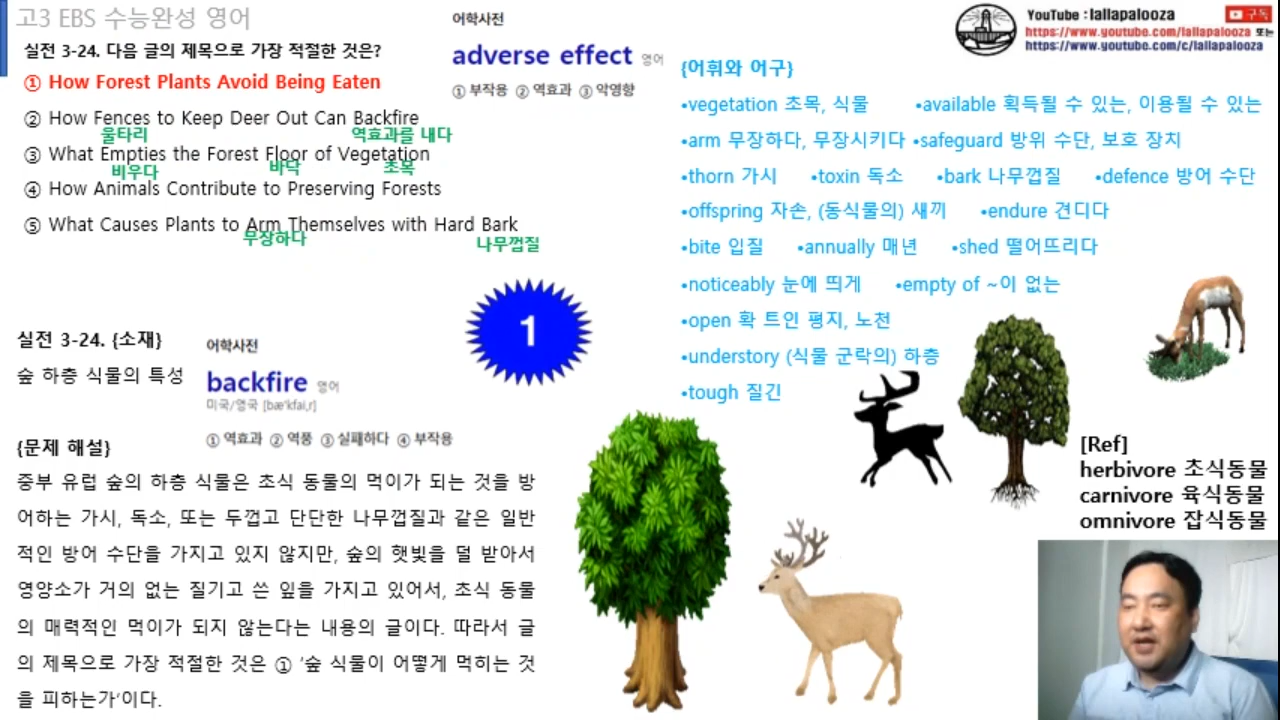 고3 EBS 수능완성 영어
실전 3-24. 다음 글의 제목으로 가장 적절한 것은?
① How Forest Plants Avoid Being Eaten
② How Fences to Keep Deer Out Can Backfire
울타리 역효과를 내다
③ What Empties the Forest Floor of Vegetation
비우다 바닥 초목
④ How Animals Contribute to Preserving Forests
⑤ What Causes Plants to Arm Themselves with Hard Bark
무장하다 나무껍질
어학사전
adverse effect 영어
① 부작용 ② 역효과 ③ 악영향
YouTube : lallapalooza
구독
https://www.youtube.com/lallapalooza 또는
https://www.youtube.com/c/lallapalooza
{어휘와 어구}
•vegetation 초목, 식물 •available 획득될 수 있는, 이용될 수 있는
•arm 무장하다, 무장시키다 •safeguard 방위 수단, 보호 장치
•thorn 가시 •toxin 독소 •bark 나무껍질 •defence 방어 수단
•offspring 자손, (동식물의) 새끼 •endure 견디다
•bite 입질 •annually 매년 •shed 떨어뜨리다
•noticeably 눈에 띄게 •empty of ~이 없는
•open 확 트인 평지, 노천
•understory (식물 군락의) 하층
•tough 질긴
1
실전 3-24. {소재}
숲 하층 식물의 특성
어학사전
backfire 영어
미국/영국 [bæˈkfai,r]
① 역효과 ② 역풍 ③ 실패하다 ④ 부작용
{문제 해설}
중부 유럽 숲의 하층 식물은 초식 동물의 먹이가 되는 것을 방
어하는 가시, 독소, 또는 두껍고 단단한 나무껍질과 같은 일반
적인 방어 수단을 가지고 있지 않지만, 숲의 햇빛을 덜 받아서
영양소가 거의 없는 질기고 쓴 잎을 가지고 있어서, 초식 동물
의 매력적인 먹이가 되지 않는다는 내용의 글이다. 따라서 글
의 제목으로 가장 적절한 것은 ① '숲 식물이 어떻게 먹히는 것
을 피하는가'이다.
[Ref]
herbivore 초식동물
carnivore 육식동물
omnivore 잡식동물